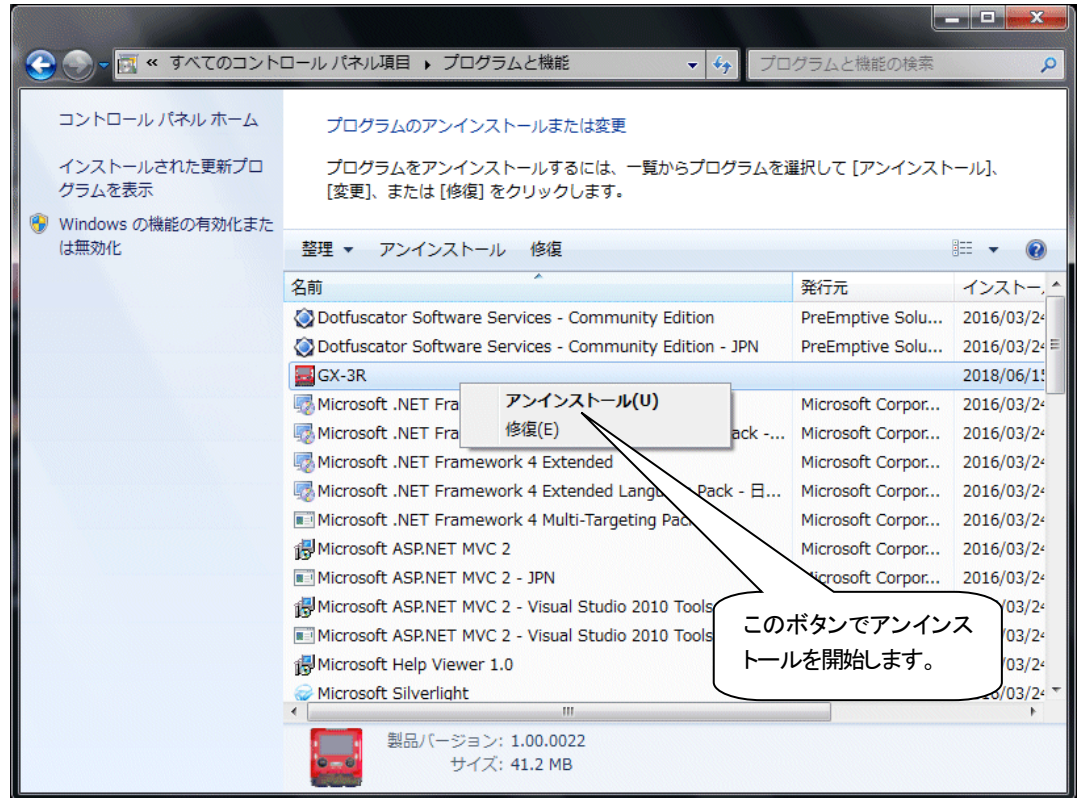 « すべてのコントロール パネル項目 ▸ プログラムと機能
プログラムと機能の検索
コントロール パネル ホーム
インストールされた更新プロ
グラムを表示
Windows の機能の有効化また
は無効化
プログラムのアンインストールまたは変更
プログラムをアンインストールするには、一覧からプログラムを選択して [アンインストール]、
[変更]、または [修復] をクリックします。
整理 ▼ アンインストール 修復
名前 発行元 インストー
Dotfuscator Software Services - Community Edition PreEmptive Solu... 2016/03/24
Dotfuscator Software Services - Community Edition - JPN PreEmptive Solu... 2016/03/24
GX-3R 2018/06/15
Microsoft .NET Fra Microsoft Corpor... 2016/03/24
アンインストール(U)
Microsoft .NET Fra ack -... Microsoft Corpor... 2016/03/24
修復(E)
Microsoft .NET Framework 4 Extended Microsoft Corpor... 2016/03/24
Microsoft .NET Framework 4 Extended Pack - 日... Microsoft Corpor... 2016/03/24
Microsoft .NET Framework 4 Multi-Targeting Microsoft Corpor... 2016/03/24
Microsoft ASP.NET MVC 2 Microsoft Corpor... 2016/03/24
Microsoft ASP.NET MVC 2 - JPN Microsoft Corpor... 2016/03/24
Microsoft ASP.NET MVC 2 - Visual Studio 2010 Tools /03/24
Microsoft ASP.NET MVC 2 - Visual Studio 2010 Tools /03/24
Microsoft Help Viewer 1.0 /03/24
Microsoft Silverlight /03/24
このボタンでアンインス
トールを開始します。
製品バージョン: 1.00.0022
サイズ: 41.2 MB